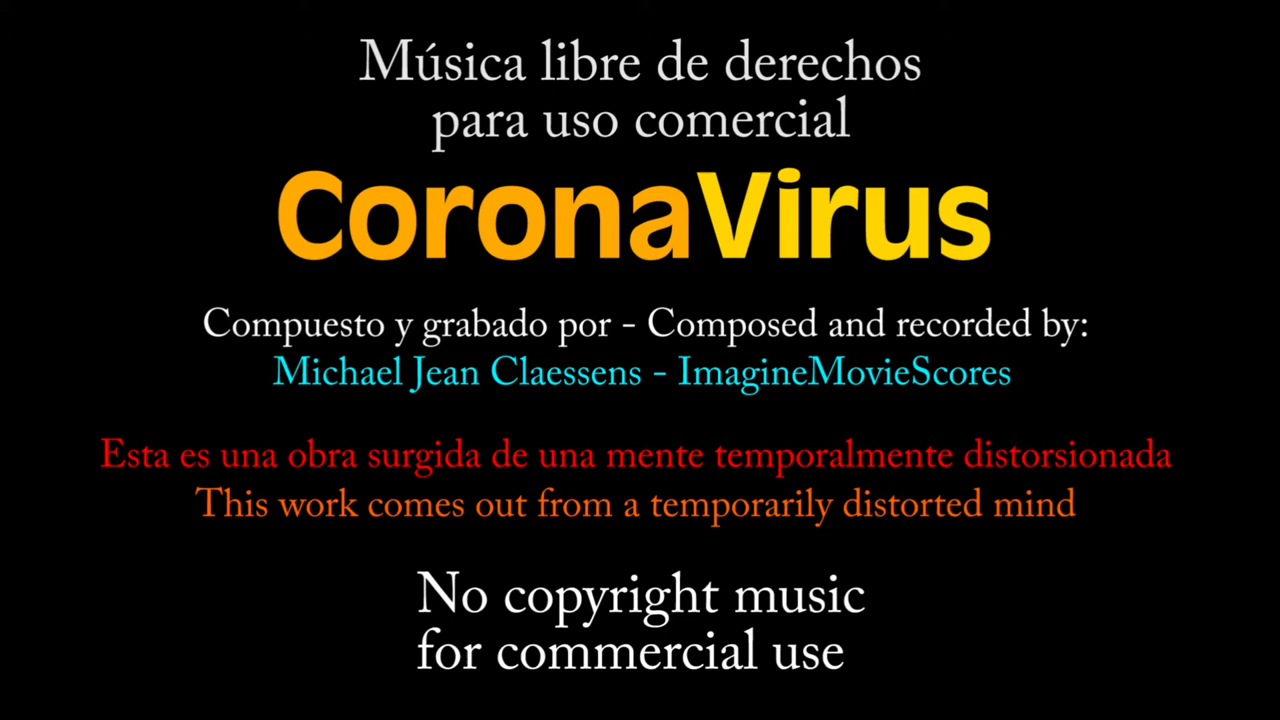 Música libre de derechos
para uso comercial
CoronaVirus
Compuesto y grabado por - Composed and recorded by:
Michael Jean Claessens - ImagineMovieScores
Esta es una obra surgida de una mente temporalmente distorsionada
This work comes out from a temporarily distorted mind
No copyright music
for commercial use